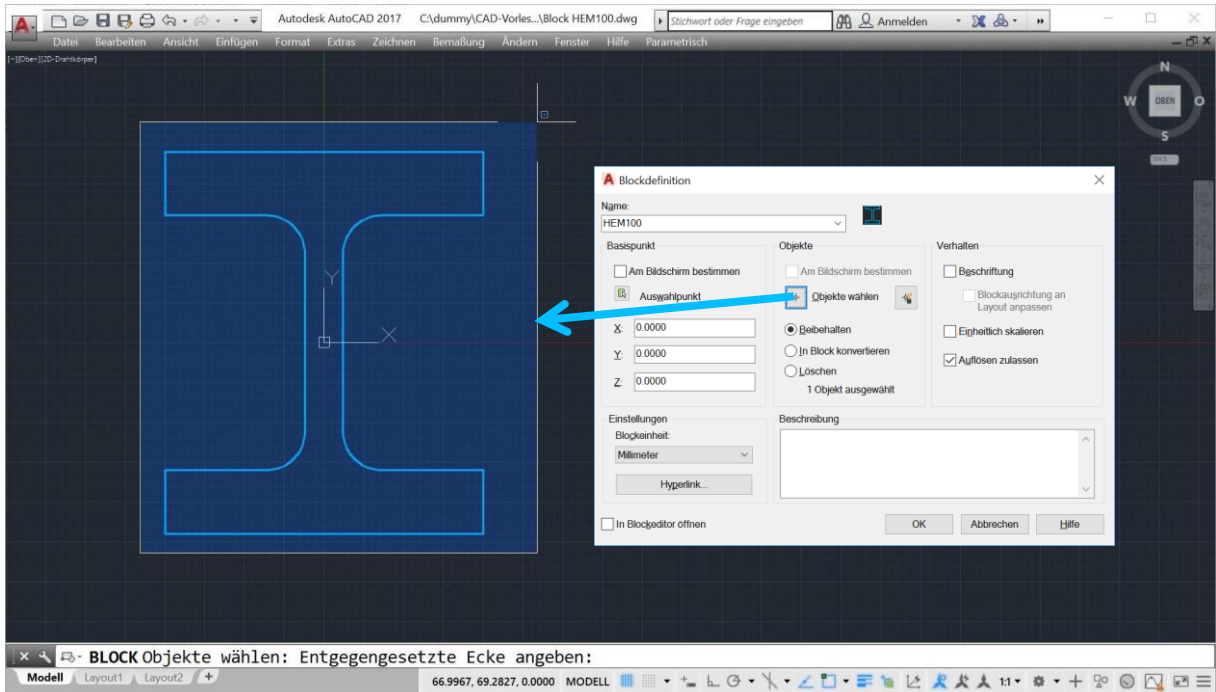 A Autodesk AutoCAD 2017 C:\dummy\CAD-Vorles...\Block HEM100.dwg Stichwort oder Frage eingeben Anmelden
Datei Bearbeiten Ansicht Einfügen Format Extras Zeichnen Bemaßung Ändern Fenster Hilfe Parametrisch
[-][Oben][2D-Drahtkörper]
N
W OBEN O
S
Y
X
A Blockdefinition
Name:
HEM100
Basispunkt Objekte Verhalten
Am Bildschirm bestimmen Am Bildschirm bestimmen Beschriftung
Auswahlpunkt Objekte wählen Blockausrichtung an
Layout anpassen
X: 0.0000 Beibehalten Einheitlich skalieren
Y: 0.0000 In Block konvertieren Auflösen zulassen
Z: 0.0000 Löschen
1 Objekt ausgewählt
Einstellungen Beschreibung
Blockeinheit:
Millimeter
Hyperlink...
In Blockeditor öffnen OK Abbrechen Hilfe
BLOCK Objekte wählen: Entgegengesetzte Ecke angeben:
Modell Layout1 Layout2 + 66.9967, 69.2827, 0.0000 MODELL 1:1